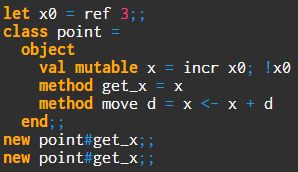 let x0 = ref 3;;
class point =
  object
    val mutable x = incr x0; !x0
    method get_x = x
    method move d = x <- x + d
  end;;
new point#get_x;;
new point#get_x;;